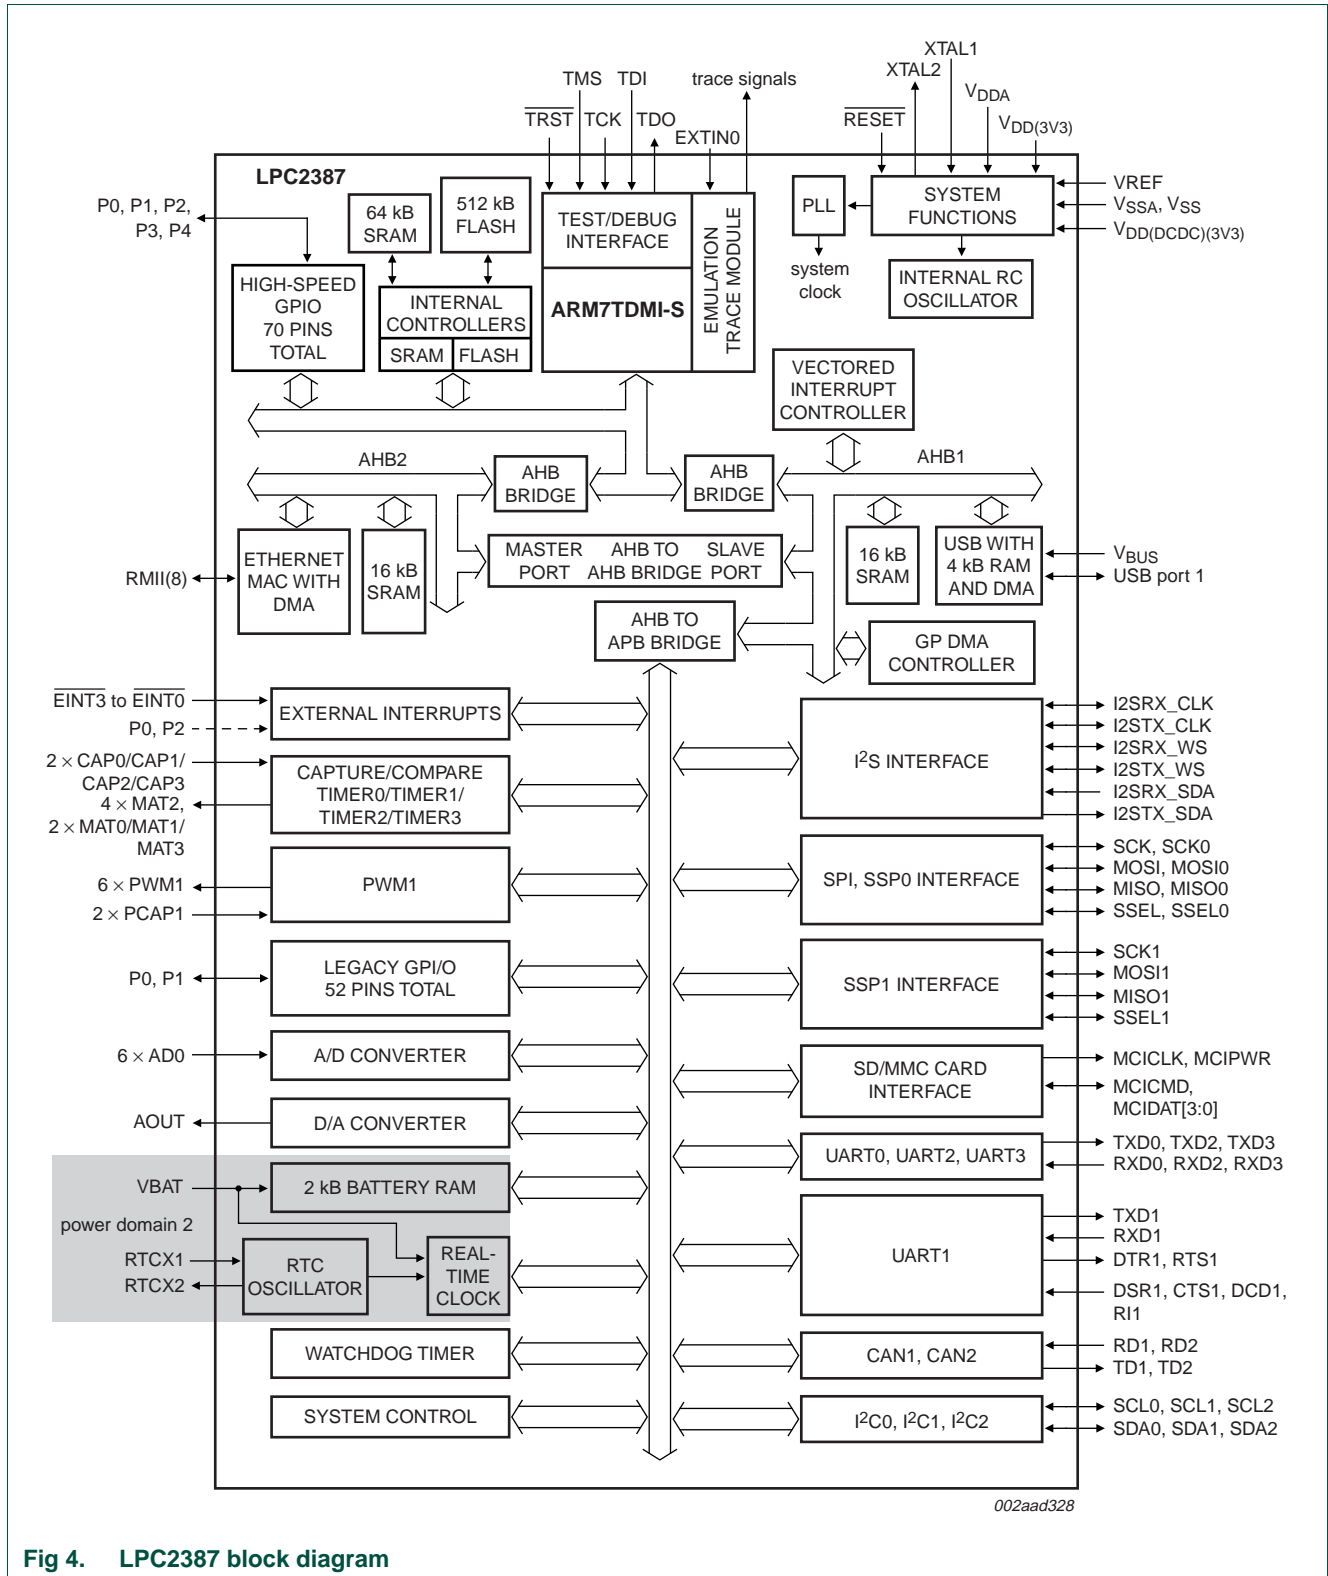 XTAL1
XTAL2
TMS TDI trace signals
VDDA
TRST TCK TDO
RESET
VDD(3V3)
EXTIN0
LPC2387
P0, P1, P2,
P3, P4
64 kB
SRAM
512 kB
FLASH
TEST/DEBUG
INTERFACE
EMULATION
TRACE MODULE
PLL
SYSTEM
FUNCTIONS
VREF
VSSA, VSS
VDD(DCDC)(3V3)
system
clock
HIGH-SPEED
GPIO
70 PINS
TOTAL
INTERNAL
CONTROLLERS
SRAM FLASH
ARM7TDMI-S
INTERNAL RC
OSCILLATOR
VECTORED
INTERRUPT
CONTROLLER
AHB2
AHB
BRIDGE
AHB
BRIDGE
AHB1
ETHERNET
MAC WITH
DMA
16 kB
SRAM
MASTER
PORT
AHB TO
AHB BRIDGE
SLAVE
PORT
16 kB
SRAM
USB WITH
4 kB RAM
AND DMA
VBUS
USB port 1
RMII(8)
AHB TO
APB BRIDGE
GP DMA
CONTROLLER
EINT3 to EINT0
P0, P2
EXTERNAL INTERRUPTS
2 × CAP0/CAP1/
CAP2/CAP3
4 × MAT2,
2 × MAT0/MAT1/
MAT3
CAPTURE/COMPARE
TIMER0/TIMER1/
TIMER2/TIMER3
6 × PWM1
2 × PCAP1
PWM1
P0, P1
LEGACY GPI/O
52 PINS TOTAL
6 × AD0
A/D CONVERTER
AOUT
D/A CONVERTER
VBAT
2 kB BATTERY RAM
power domain 2
RTCX1
RTCX2
RTC
OSCILLATOR
REAL-
TIME
CLOCK
WATCHDOG TIMER
SYSTEM CONTROL
I2S INTERFACE
I2SRX_CLK
I2STX_CLK
I2SRX_WS
I2STX_WS
I2SRX_SDA
I2STX_SDA
SPI, SSP0 INTERFACE
SCK, SCK0
MOSI, MOSI0
MISO, MISO0
SSEL, SSEL0
SSP1 INTERFACE
SCK1
MOSI1
MISO1
SSEL1
SD/MMC CARD
INTERFACE
MCICLK, MCIPWR
MCICMD,
MCIDAT[3:0]
UART0, UART2, UART3
TXD0, TXD2, TXD3
RXD0, RXD2, RXD3
UART1
TXD1
RXD1
DTR1, RTS1
DSR1, CTS1, DCD1,
RI1
CAN1, CAN2
RD1, RD2
TD1, TD2
I2C0, I2C1, I2C2
SCL0, SCL1, SCL2
SDA0, SDA1, SDA2
002aad328
Fig 4. LPC2387 block diagram